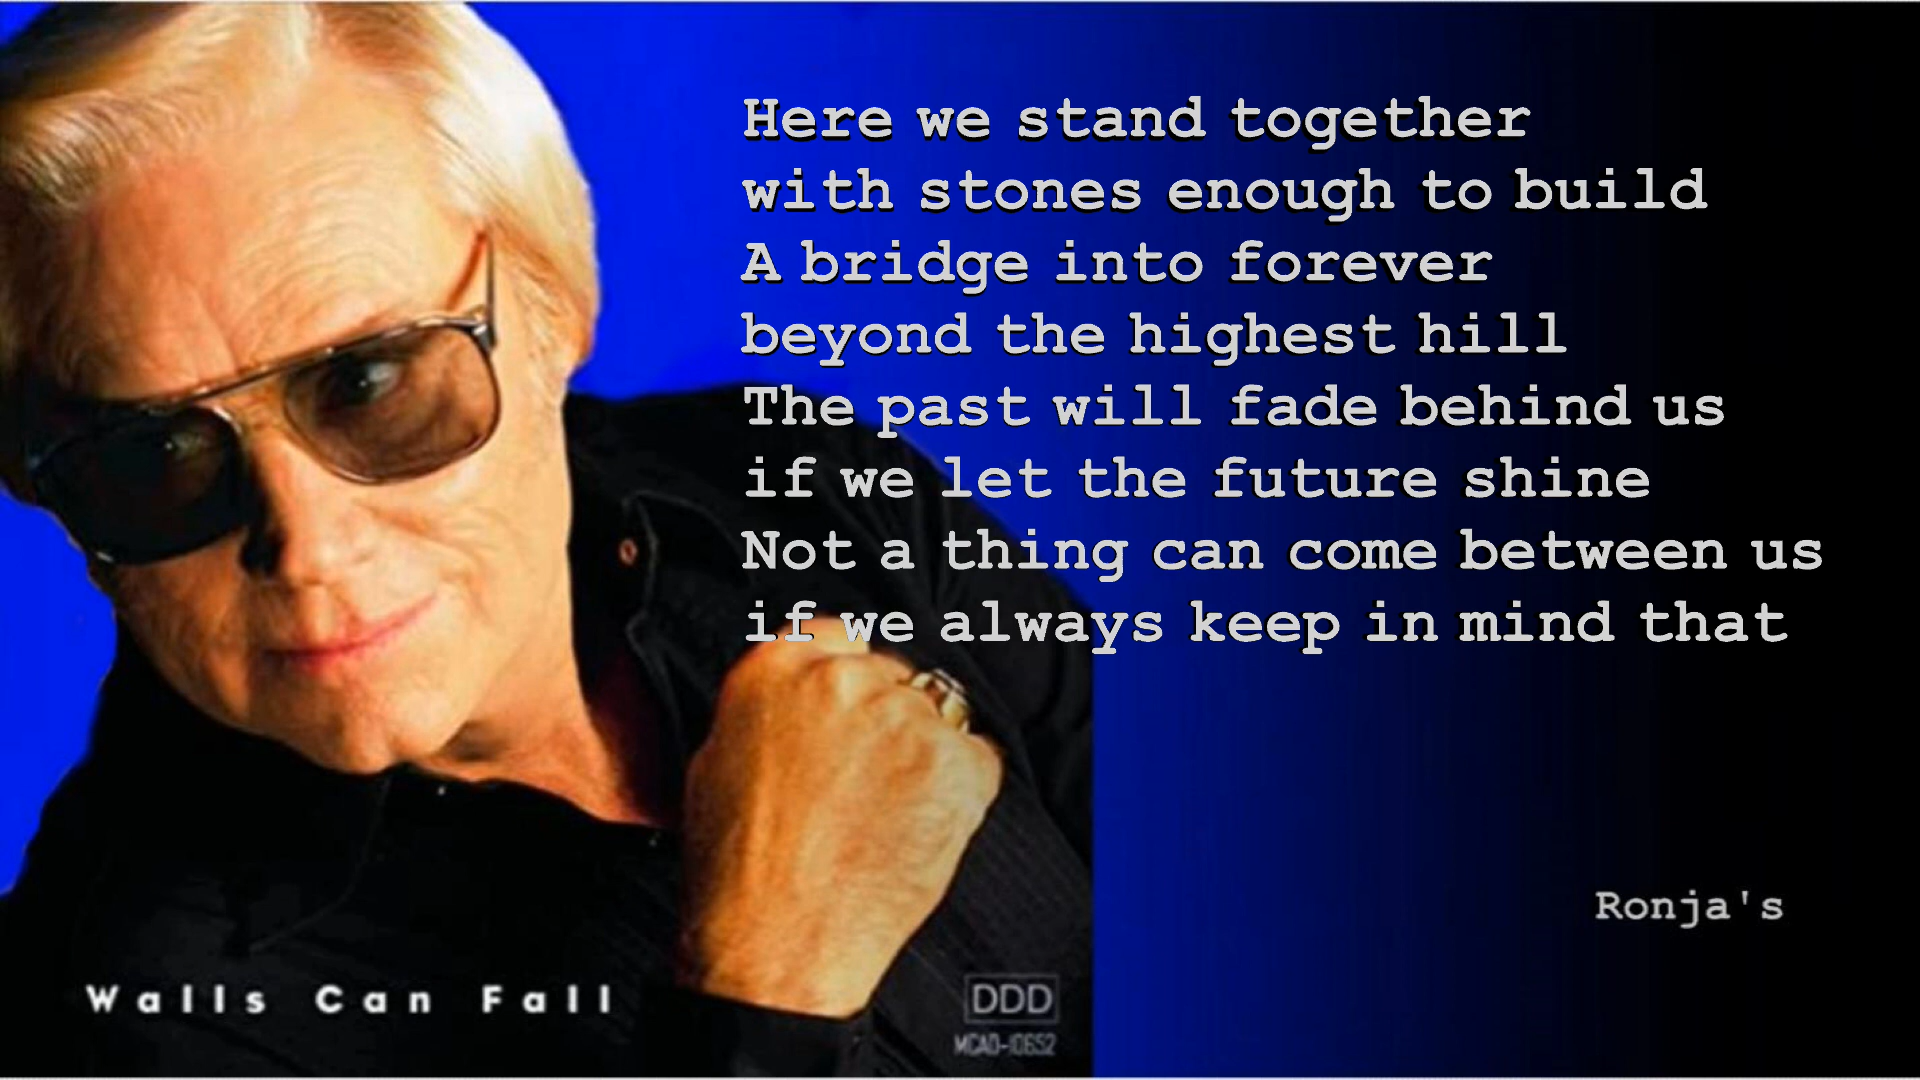 Here we stand together
with stones enough to build
A bridge into forever
beyond the highest hill
The past will fade behind us
if we let the future shine
Not a thing can come between us
if we always keep in mind that
Ronja's
Walls Can Fall
DDD
MCAD-10652